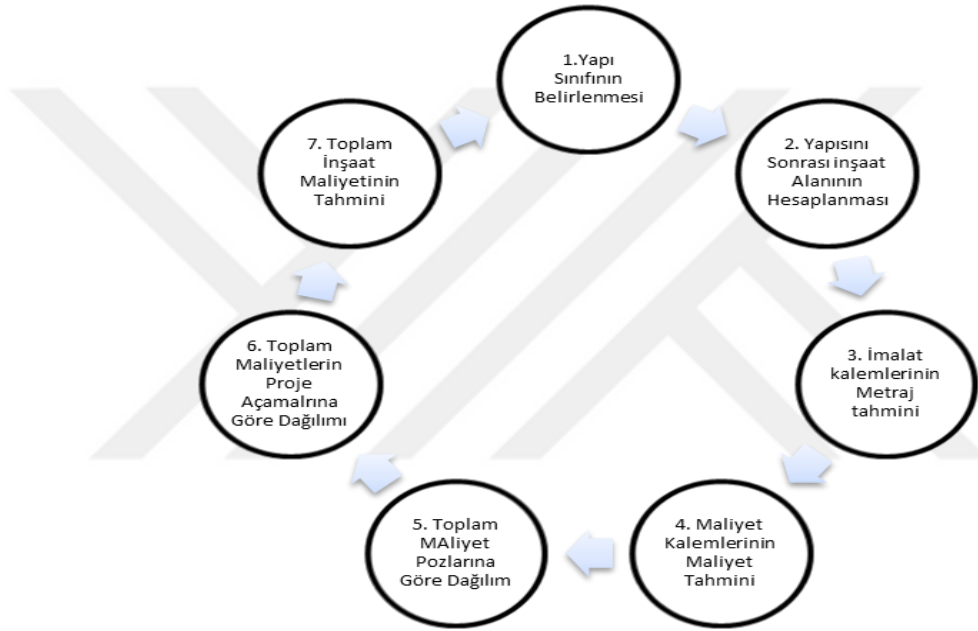 1.Yapı
Sınıfının
Belirlenmesi
2. Yapısını
Sonrası inşaat
Alanının
Hesaplanması
3. İmalat
kalemlerinin
Metraj
tahmini
4. Maliyet
Kalemlerinin
Maliyet
Tahmini
5. Toplam
MAliyet
Pozlarına
Göre Dağılım
6. Toplam
Maliyetlerin
Proje
Açamalrına
Göre Dağılımı
7. Toplam
İnşaat
Maliyetinin
Tahmini